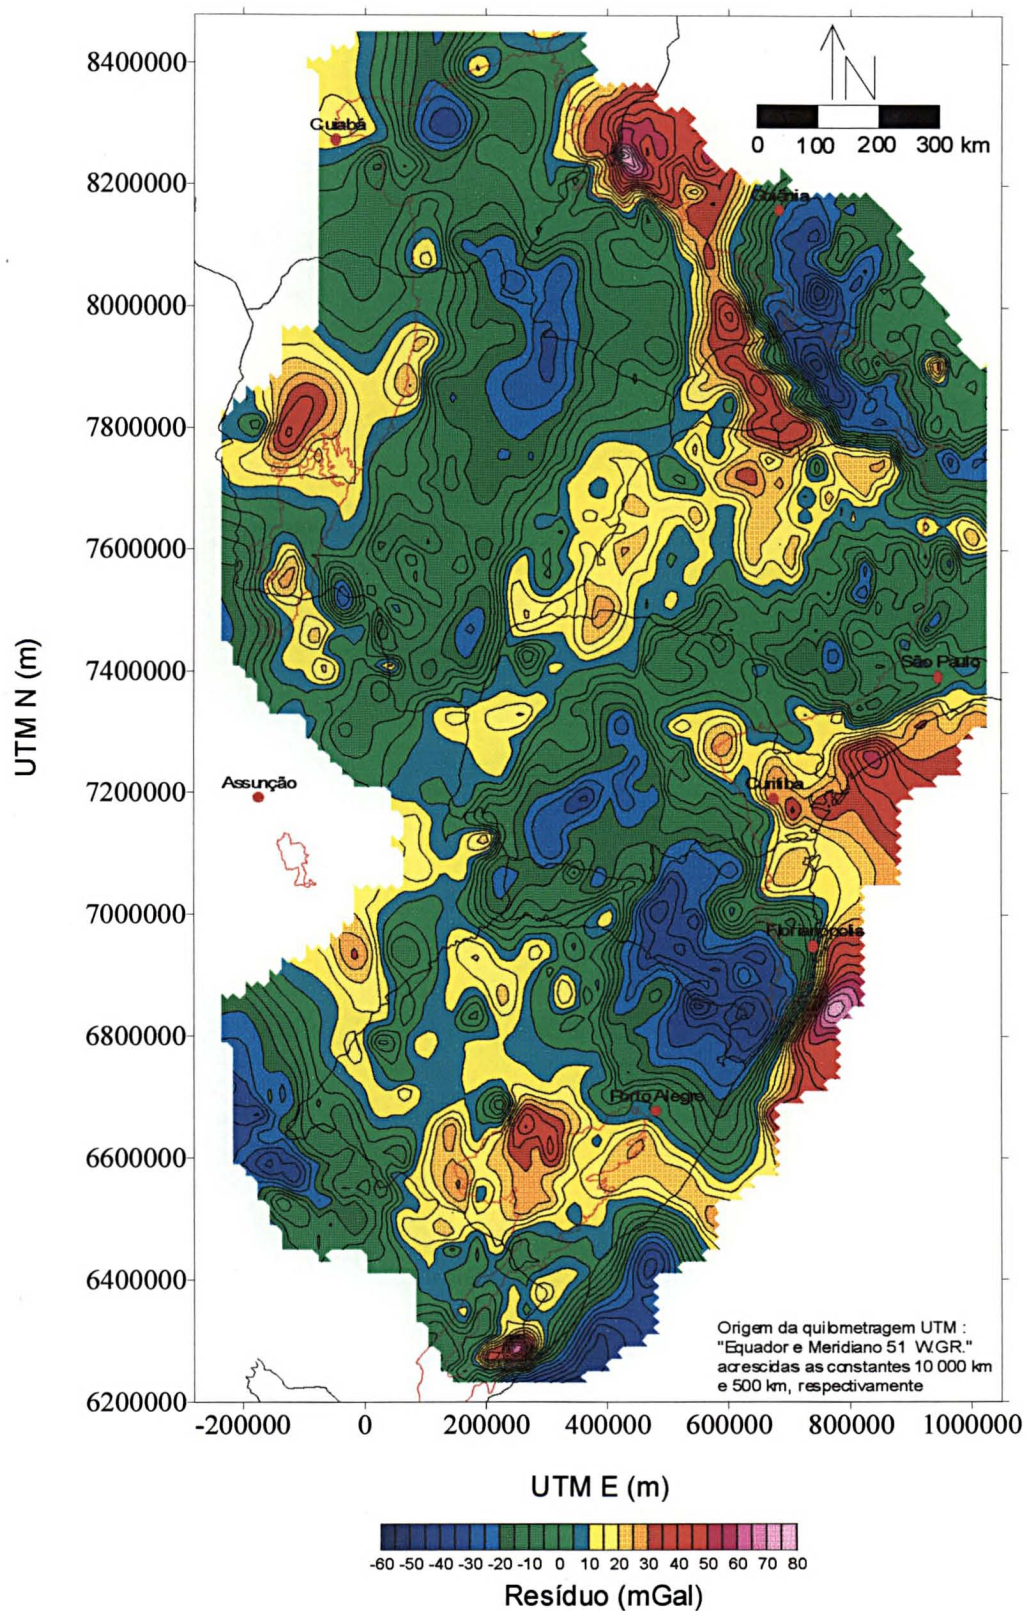 8400000
8200000
8000000
7800000
7600000
7400000
7200000
7000000
6800000
6600000
6400000
6200000
UTM N (m)
N
0 100 200 300 km
Cuiabá
Goiânia
São Paulo
Assunção
Curitiba
Florianópolis
Porto Alegre
Origem da quilometragem UTM :
"Equador e Meridiano 51 W.GR."
acrescidas as constantes 10 000 km
e 500 km, respectivamente
-200000 0 200000 400000 600000 800000 1000000
UTM E (m)
-60 -50 -40 -30 -20 -10 0 10 20 30 40 50 60 70 80
Resíduo (mGal)